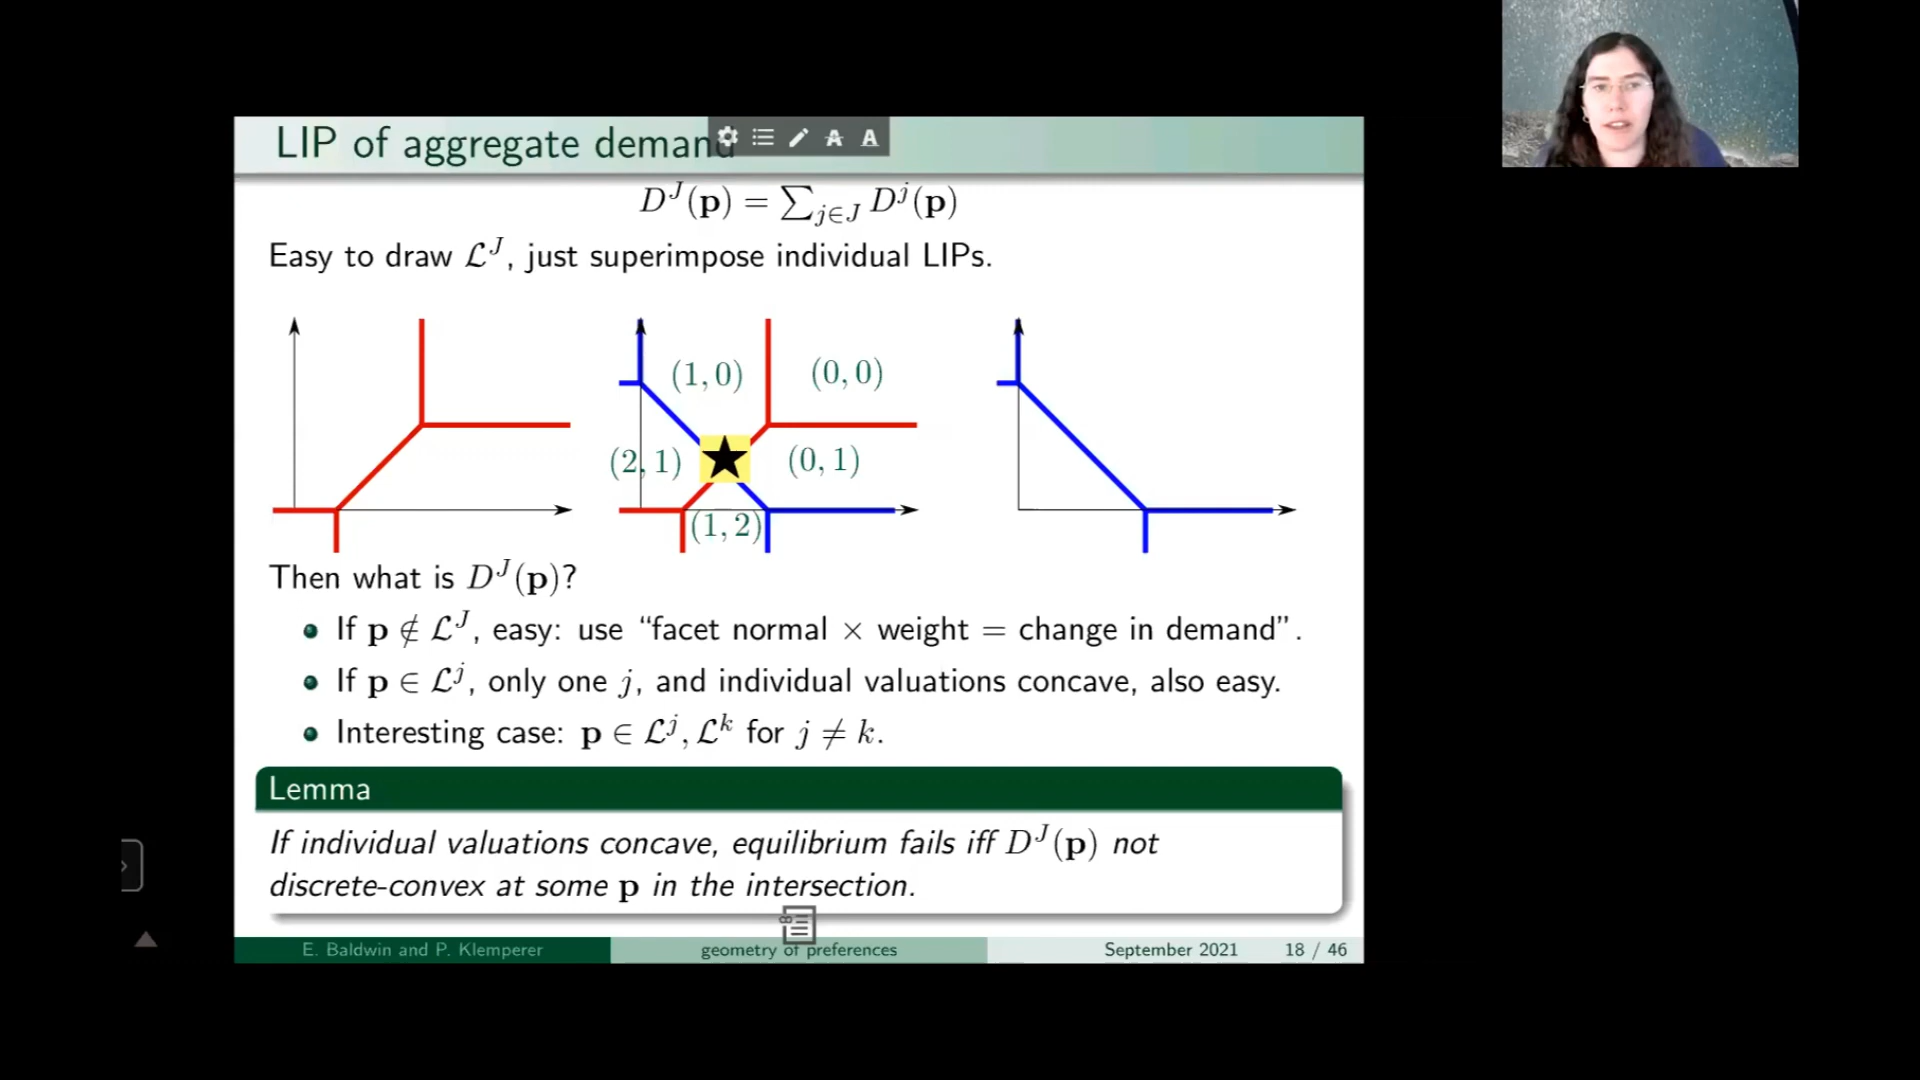 LIP of aggregate demand
D^J(p) = ∑_{j∈J} D^j(p)
Easy to draw ℒ^J, just superimpose individual LIPs.
(1, 0) (0, 0)
(2, 1) (0, 1)
(1, 2)
Then what is D^J(p)?
If p ∉ ℒ^J, easy: use “facet normal × weight = change in demand”.
If p ∈ ℒ^j, only one j, and individual valuations concave, also easy.
Interesting case: p ∈ ℒ^j, ℒ^k for j ≠ k.
Lemma
If individual valuations concave, equilibrium fails iff D^J(p) not
discrete-convex at some p in the intersection.
E. Baldwin and P. Klemperer geometry of preferences September 2021 18 / 46